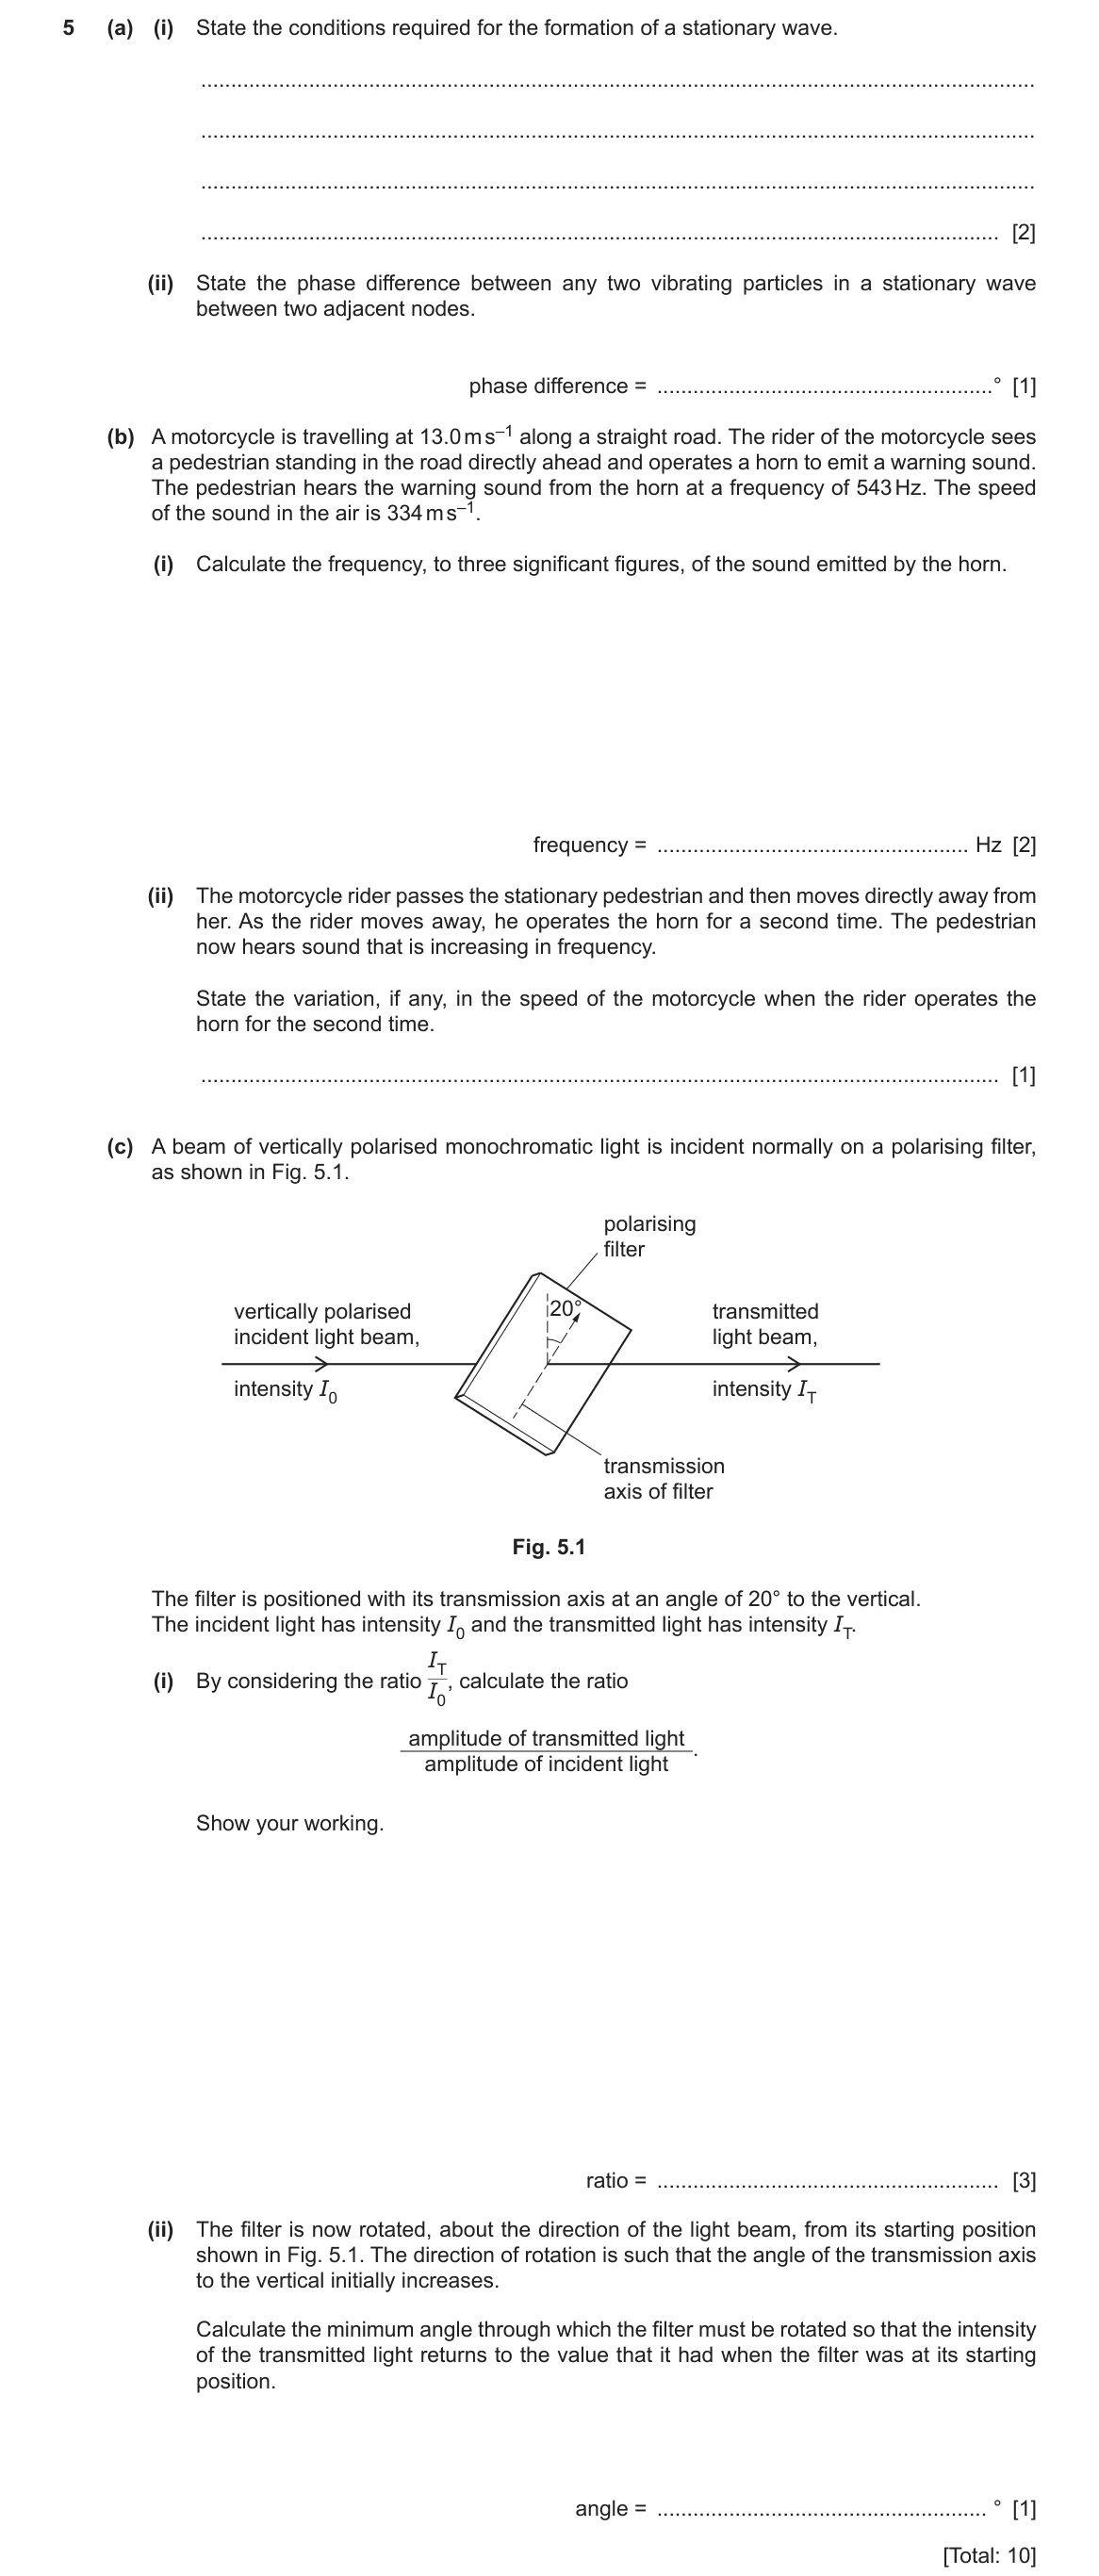 5 (a) (i) State the conditions required for the formation of a stationary wave.
..........................................................................................................................................
..........................................................................................................................................
..........................................................................................................................................
.................................................................................................................................... [2]
(ii) State the phase difference between any two vibrating particles in a stationary wave
between two adjacent nodes.
phase difference = ........................................................° [1]
(b) A motorcycle is travelling at 13.0 m s⁻¹ along a straight road. The rider of the motorcycle sees
a pedestrian standing in the road directly ahead and operates a horn to emit a warning sound.
The pedestrian hears the warning sound from the horn at a frequency of 543 Hz. The speed
of the sound in the air is 334 m s⁻¹.
(i) Calculate the frequency, to three significant figures, of the sound emitted by the horn.
frequency = .................................................... Hz [2]
(ii) The motorcycle rider passes the stationary pedestrian and then moves directly away from
her. As the rider moves away, he operates the horn for a second time. The pedestrian
now hears sound that is increasing in frequency.
State the variation, if any, in the speed of the motorcycle when the rider operates the
horn for the second time.
.................................................................................................................................... [1]
(c) A beam of vertically polarised monochromatic light is incident normally on a polarising filter,
as shown in Fig. 5.1.
polarising
filter
20°
vertically polarised
incident light beam,
intensity I₀
transmitted
light beam,
intensity I_T
transmission
axis of filter
Fig. 5.1
The filter is positioned with its transmission axis at an angle of 20° to the vertical.
The incident light has intensity I₀ and the transmitted light has intensity I_T.
(i) By considering the ratio I_T/I₀, calculate the ratio
amplitude of transmitted light
amplitude of incident light.
Show your working.
ratio = ......................................................... [3]
(ii) The filter is now rotated, about the direction of the light beam, from its starting position
shown in Fig. 5.1. The direction of rotation is such that the angle of the transmission axis
to the vertical initially increases.
Calculate the minimum angle through which the filter must be rotated so that the intensity
of the transmitted light returns to the value that it had when the filter was at its starting
position.
angle = ....................................................... ° [1]
[Total: 10]